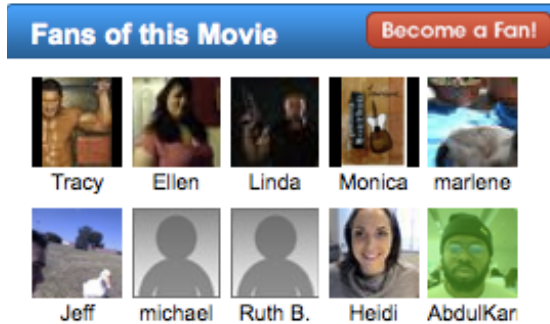 Fans of this Movie
Become a Fan!
Tracy Ellen Linda Monica marlene
Jeff michael Ruth B. Heidi AbdulKar